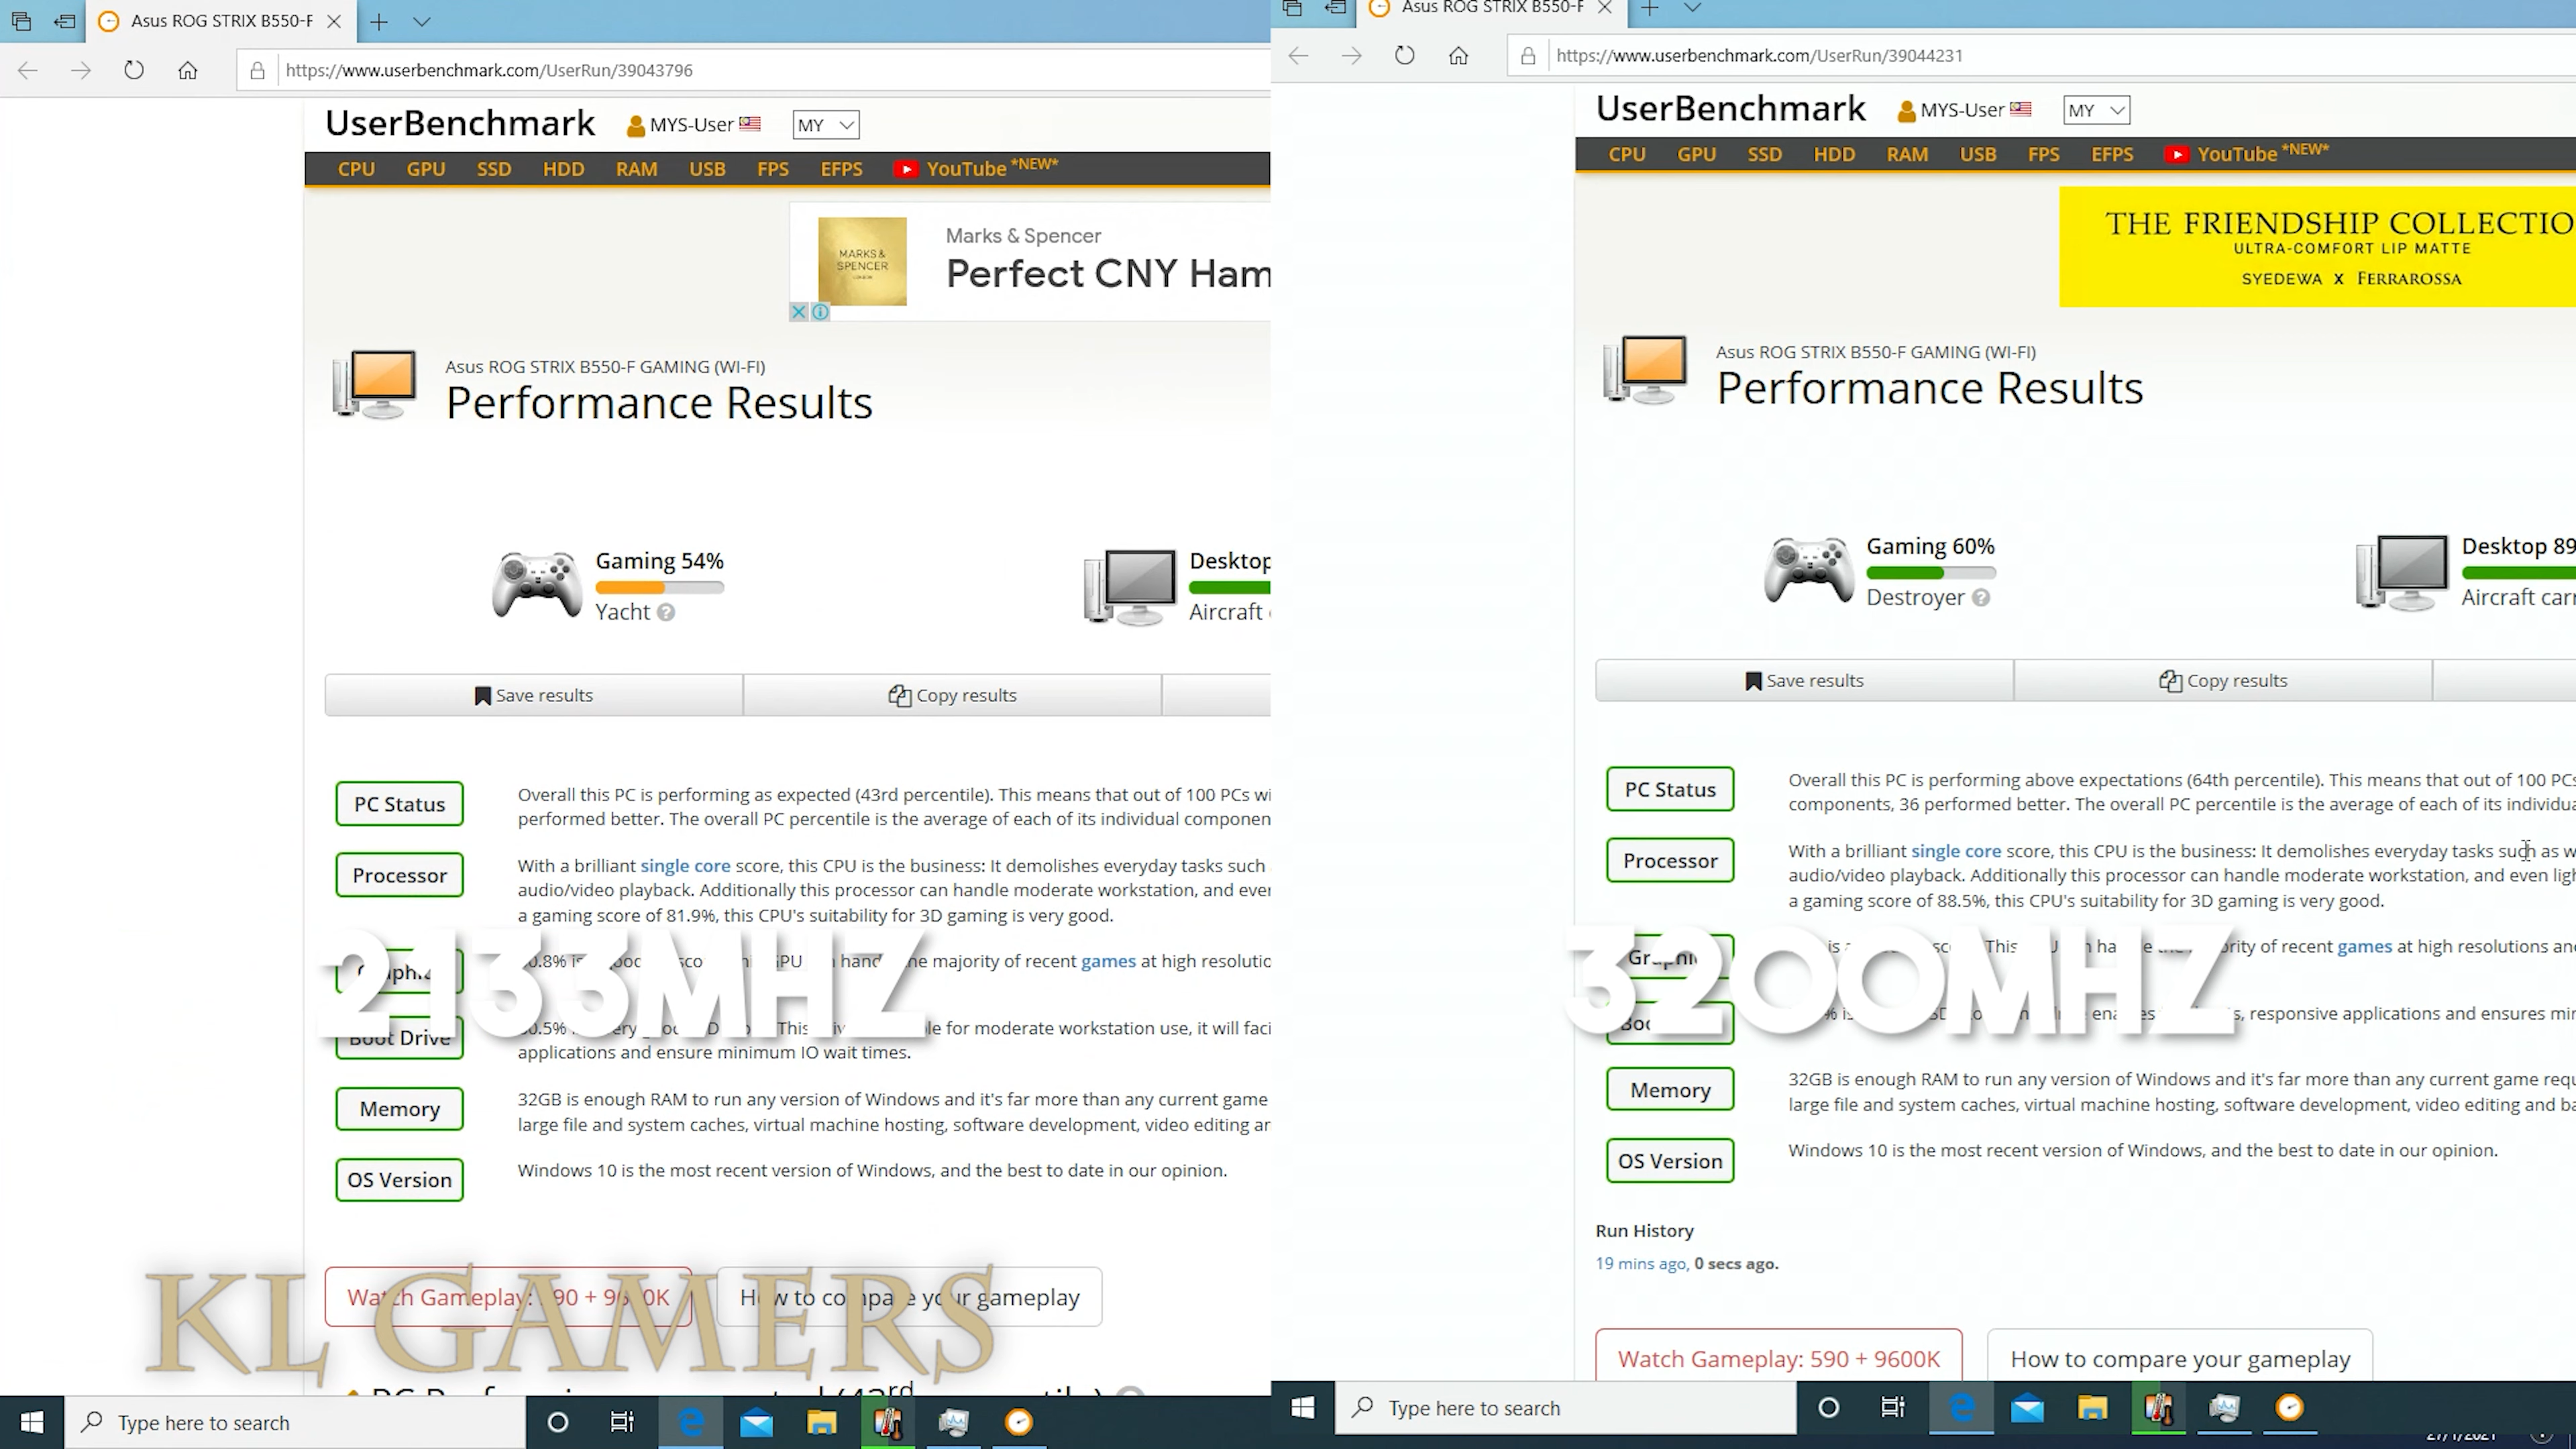 Asus ROG STRIX B550-F
https://www.userbenchmark.com/UserRun/39043796
UserBenchmark
MYS-User
MY
CPU GPU SSD HDD RAM USB FPS EFPS YouTube *NEW*
MARKS & SPENCER
Marks & Spencer
Perfect CNY Ham
Asus ROG STRIX B550-F GAMING (WI-FI)
Performance Results
Gaming 54%
Yacht
Desktop
Aircraft
Save results
Copy results
PC Status
Overall this PC is performing as expected (43rd percentile). This means that out of 100 PCs wi
performed better. The overall PC percentile is the average of each of its individual componen
Processor
With a brilliant single core score, this CPU is the business: It demolishes everyday tasks such
audio/video playback. Additionally this processor can handle moderate workstation, and ever
a gaming score of 81.9%, this CPU's suitability for 3D gaming is very good.
2133MHZ
the majority of recent games at high resolutio
Boot Drive
for moderate workstation use, it will faci
applications and ensure minimum IO wait times.
Memory
32GB is enough RAM to run any version of Windows and it's far more than any current game
large file and system caches, virtual machine hosting, software development, video editing ar
OS Version
Windows 10 is the most recent version of Windows, and the best to date in our opinion.
Watch Gameplay: 590 + 9600K
How to compare your gameplay
KL GAMERS
Type here to search
Asus ROG STRIX B550-F
https://www.userbenchmark.com/UserRun/39044231
UserBenchmark
MYS-User
MY
CPU GPU SSD HDD RAM USB FPS EFPS YouTube *NEW*
THE FRIENDSHIP COLLECTIO
ULTRA-COMFORT LIP MATTE
SYEDEWA X FERRAROSSA
Asus ROG STRIX B550-F GAMING (WI-FI)
Performance Results
Gaming 60%
Destroyer
Desktop 89
Aircraft carr
Save results
Copy results
PC Status
Overall this PC is performing above expectations (64th percentile). This means that out of 100 PCs
components, 36 performed better. The overall PC percentile is the average of each of its individua
Processor
With a brilliant single core score, this CPU is the business: It demolishes everyday tasks such as w
audio/video playback. Additionally this processor can handle moderate workstation, and even ligh
a gaming score of 88.5%, this CPU's suitability for 3D gaming is very good.
3200MHZ
of recent games at high resolutions and
responsive applications and ensures min
Memory
32GB is enough RAM to run any version of Windows and it's far more than any current game requ
large file and system caches, virtual machine hosting, software development, video editing and ba
OS Version
Windows 10 is the most recent version of Windows, and the best to date in our opinion.
Run History
19 mins ago, 0 secs ago.
Watch Gameplay: 590 + 9600K
How to compare your gameplay
Type here to search
27/1/2021